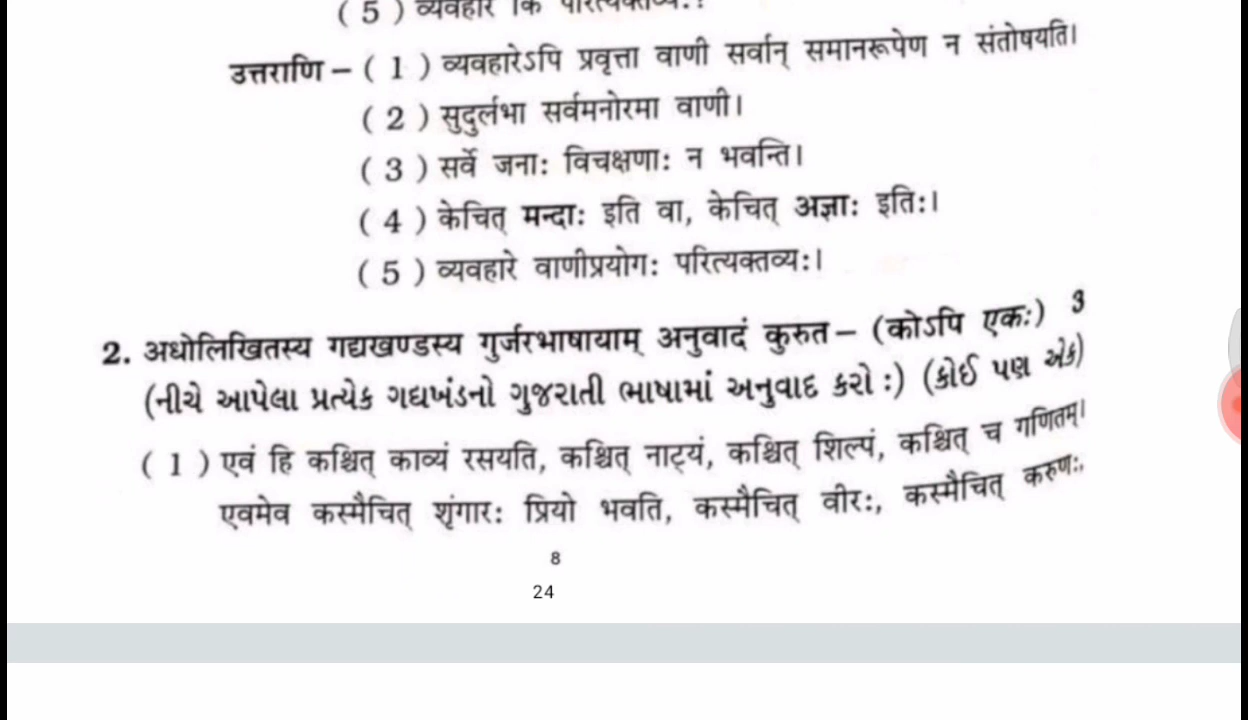 ( 5 ) व्यवहारे किं परित्यक्तव्यः?
उत्तराणि – ( 1 ) व्यवहारेऽपि प्रवृत्ता वाणी सर्वान् समानरूपेण न संतोषयति।
( 2 ) सुदुर्लभा सर्वमनोरमा वाणी।
( 3 ) सर्वे जनाः विचक्षणाः न भवन्ति।
( 4 ) केचित् मन्दाः इति वा, केचित् अज्ञाः इतिः।
( 5 ) व्यवहारे वाणीप्रयोगः परित्यक्तव्यः।
2. अधोलिखितस्य गद्यखण्डस्य गुर्जरभाषायाम् अनुवादं कुरुत – (कोऽपि एकः) 3
(નીચે આપેલા પ્રત્યેક ગદ્યખંડનો ગુજરાતી ભાષામાં અનુવાદ કરો :) (કોઈ પણ એક)
( 1 ) एवं हि कश्चित् काव्यं रसयति, कश्चित् नाट्यं, कश्चित् शिल्पं, कश्चित् च गणितम्।
एवमेव कस्मैचित् शृंगारः प्रियो भवति, कस्मैचित् वीरः, कस्मैचित् करुणः,
8
24